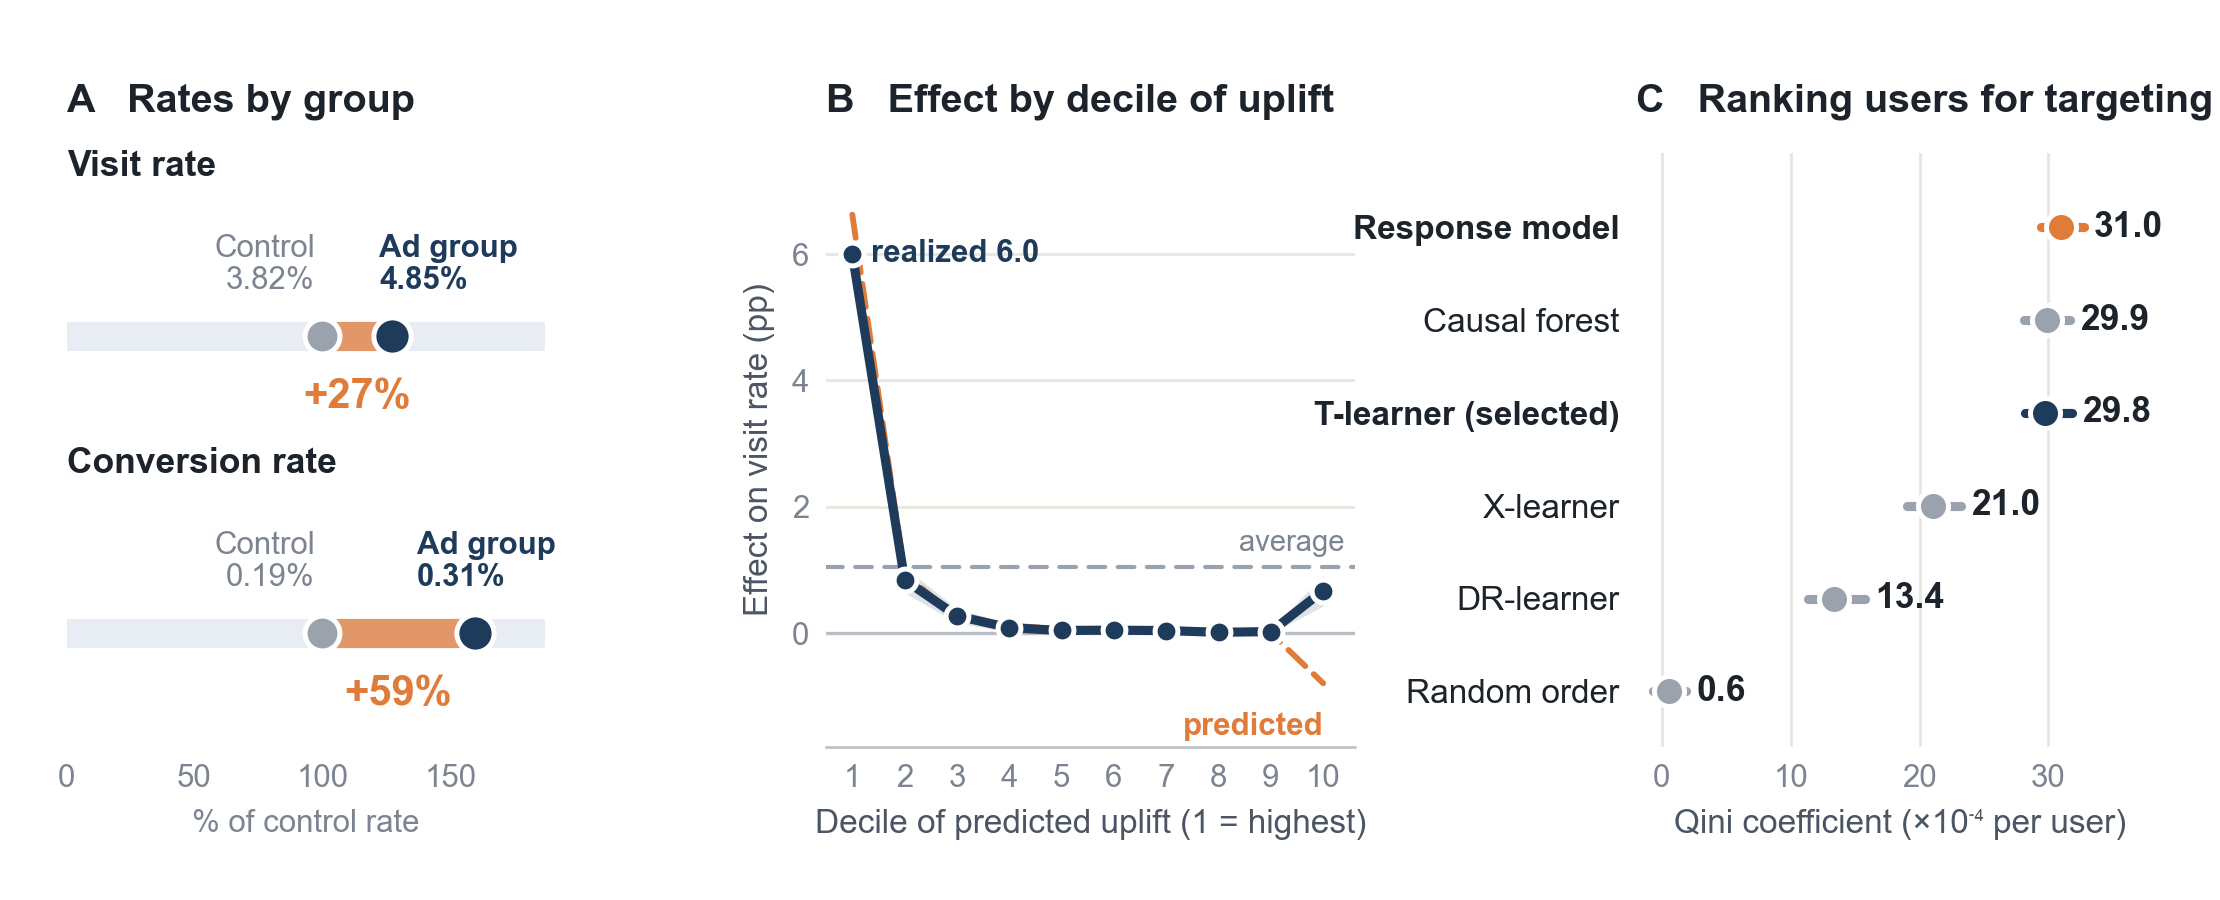 A Rates by group
Visit rate
Control
3.82%
Ad group
4.85%
+27%
Conversion rate
Control
0.19%
Ad group
0.31%
+59%
0 50 100 150
% of control rate
B Effect by decile of uplift
Effect on visit rate (pp)
6
4
2
0
realized 6.0
average
predicted
1 2 3 4 5 6 7 8 9 10
Decile of predicted uplift (1 = highest)
C Ranking users for targeting
Response model 31.0
Causal forest 29.9
T-learner (selected) 29.8
X-learner 21.0
DR-learner 13.4
Random order 0.6
0 10 20 30
Qini coefficient (×10⁻⁴ per user)